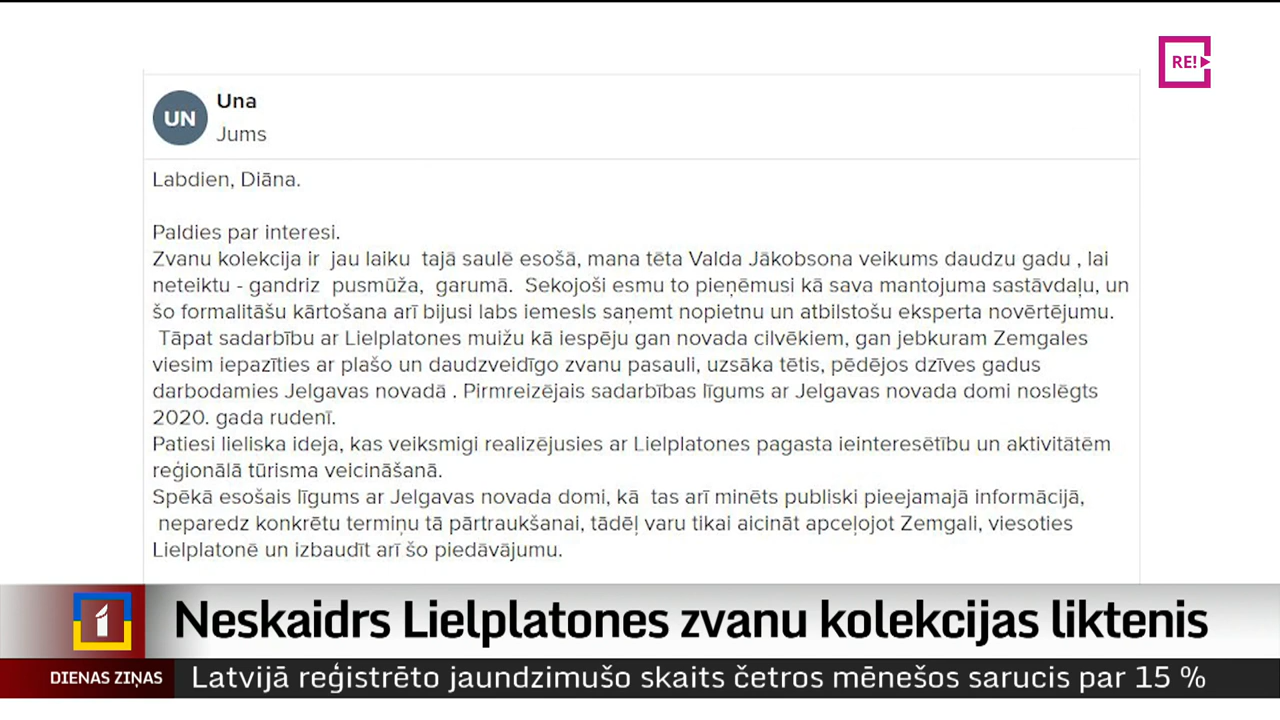 RE!
UN
Una
Jums
Labdien, Diāna.
Paldies par interesi.
Zvanu kolekcija ir jau laiku tajā saulē esošā, mana tēta Valda Jākobsona veikums daudzu gadu , lai
neteiktu - gandriz pusmūža, garumā. Sekojoši esmu to pieņēmusi kā sava mantojuma sastāvdaļu, un
šo formalitāšu kārtošana arī bijusi labs iemesls saņemt nopietnu un atbilstošu eksperta novērtējumu.
Tāpat sadarbību ar Lielplatones muižu kā iespēju gan novada cilvēkiem, gan jebkuram Zemgales
viesim iepazīties ar plašo un daudzveidīgo zvanu pasauli, uzsāka tētis, pēdējos dzīves gadus
darbodamies Jelgavas novadā . Pirmreizējais sadarbības līgums ar Jelgavas novada domi noslēgts
2020. gada rudenī.
Patiesi lieliska ideja, kas veiksmigi realizējusies ar Lielplatones pagasta ieinteresētību un aktivitātēm
reģionālā tūrisma veicināšanā.
Spēkā esošais līgums ar Jelgavas novada domi, kā tas arī minēts publiski pieejamajā informācijā,
neparedz konkrētu termiņu tā pārtraukšanai, tādēļ varu tikai aicināt apceļojot Zemgali, viesoties
Lielplatonē un izbaudīt arī šo piedāvājumu.
1
Neskaidrs Lielplatones zvanu kolekcijas liktenis
DIENAS ZIŅAS
Latvijā reģistrēto jaundzimušo skaits četros mēnešos sarucis par 15 %